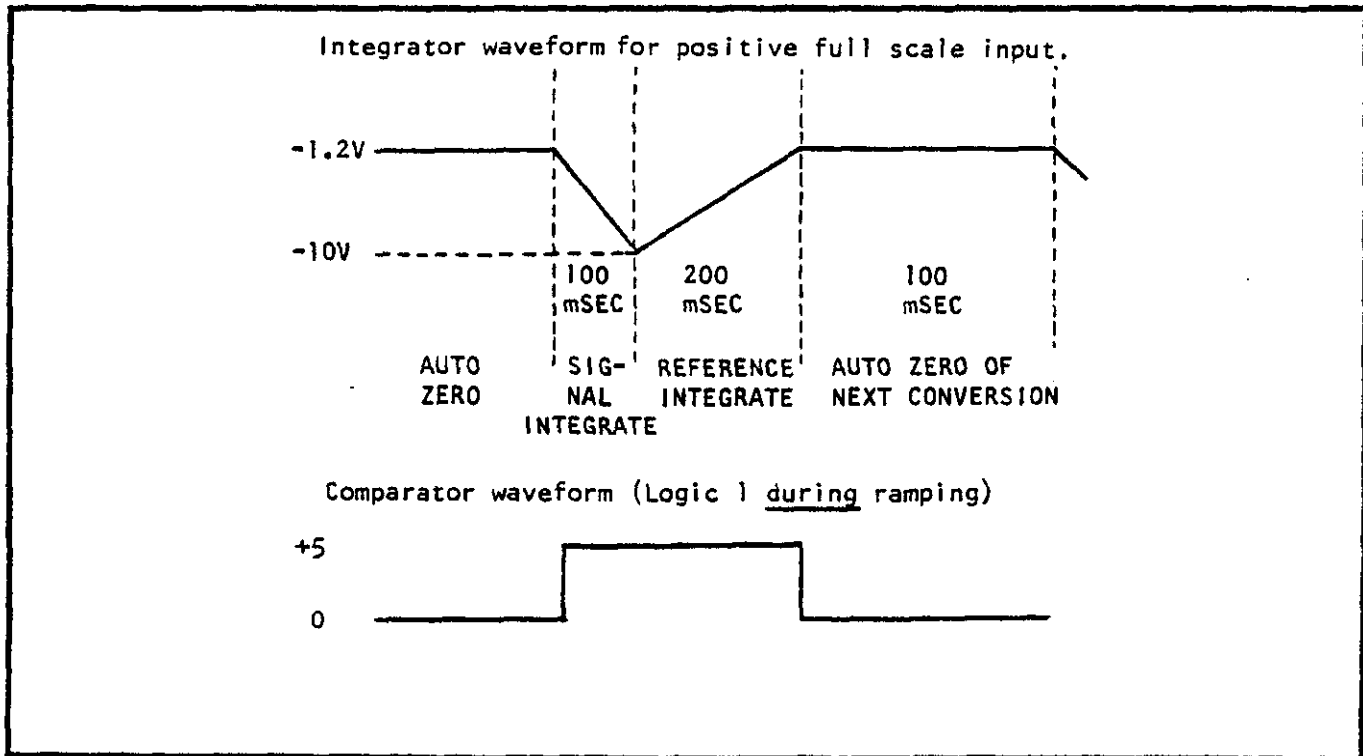 Integrator waveform for positive full scale input.
-1.2V
-10V
100
mSEC
200
mSEC
100
mSEC
AUTO
ZERO
SIG-
NAL
INTEGRATE
REFERENCE
INTEGRATE
AUTO ZERO OF
NEXT CONVERSION
Comparator waveform (Logic 1 during ramping)
+5
0